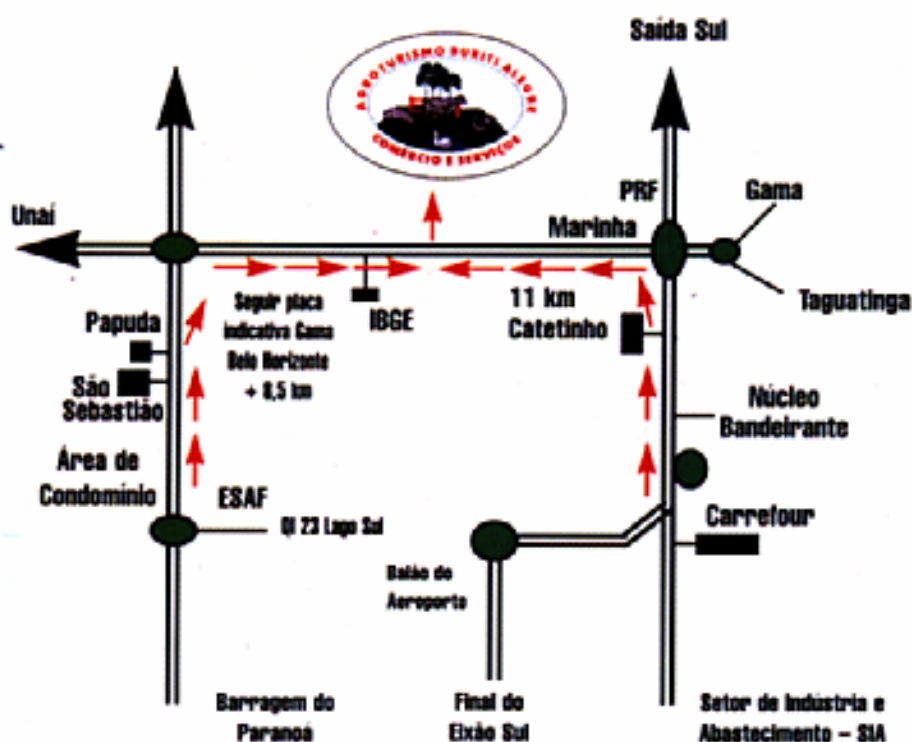 Saída Sul
AGROTURISMO BURITI ALEGRE
COMÉRCIO E SERVIÇOS
PRF
Gama
Unaí
Marinha
Taguatinga
Seguir placa
indicativa Gama
Belo Horizonte
+ 8,5 km
IBGE
11 km
Catetinho
Papuda
São
Sebastião
Núcleo
Bandeirante
Área de
Condomínio
ESAF
QI 23 Lago Sul
Carrefour
Balão do
Aeroporto
Barragem do
Paranoá
Final do
Eixão Sul
Setor de Indústria e
Abastecimento – SIA